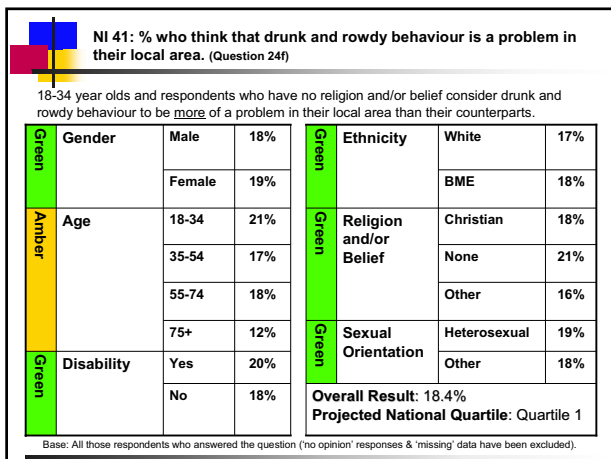 NI 41: % who think that drunk and rowdy behaviour is a problem in
their local area. (Question 24f)
18-34 year olds and respondents who have no religion and/or belief consider drunk and
rowdy behaviour to be more of a problem in their local area than their counterparts.
Green
Gender
Male 18%
Female 19%
Amber
Age
18-34 21%
35-54 17%
55-74 18%
75+ 12%
Green
Disability
Yes 20%
No 18%
Green
Ethnicity
White 17%
BME 18%
Green
Religion
and/or
Belief
Christian 18%
None 21%
Other 16%
Green
Sexual
Orientation
Heterosexual 19%
Other 18%
Overall Result: 18.4%
Projected National Quartile: Quartile 1
Base: All those respondents who answered the question ('no opinion' responses & 'missing' data have been excluded).